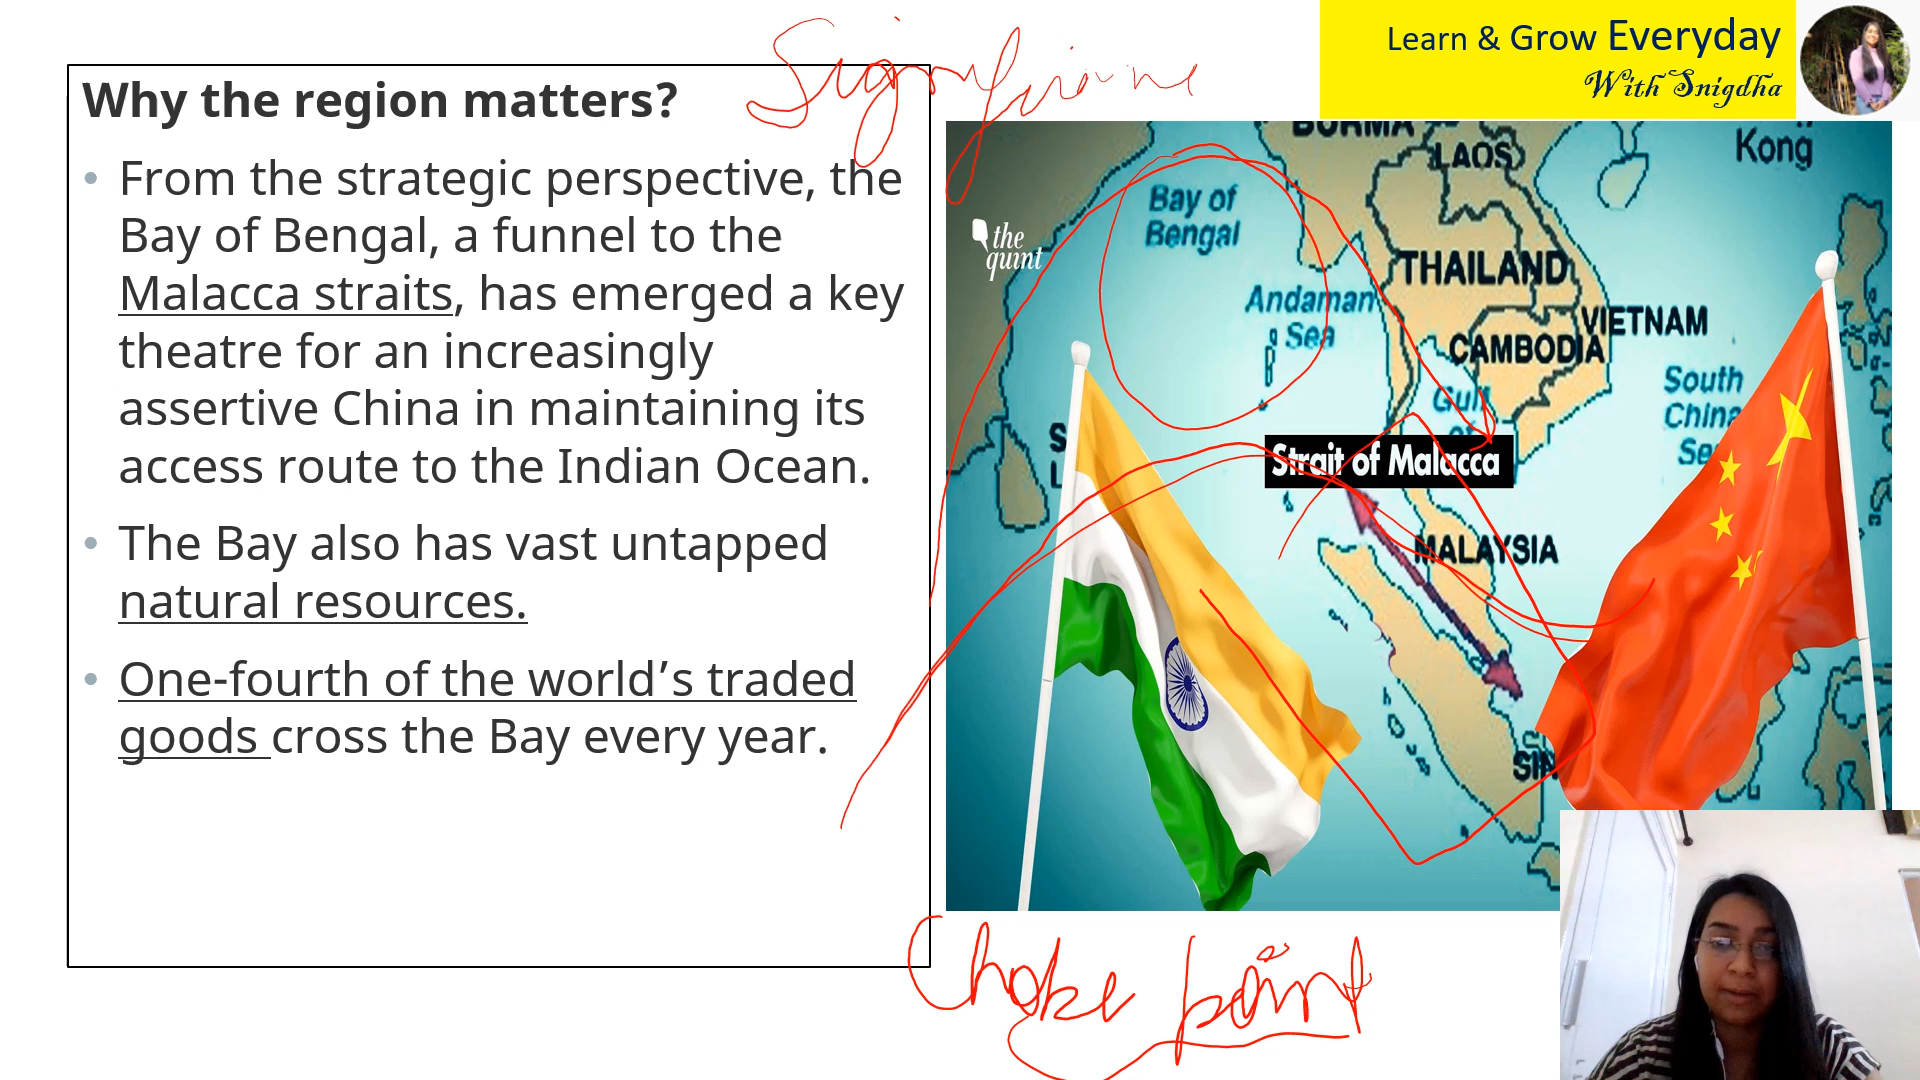 Significance
Learn & Grow Everyday
With Snigdha
Why the region matters?
• From the strategic perspective, the
Bay of Bengal, a funnel to the
Malacca straits, has emerged a key
theatre for an increasingly
assertive China in maintaining its
access route to the Indian Ocean.
• The Bay also has vast untapped
natural resources.
• One-fourth of the world’s traded
goods cross the Bay every year.
BURMA
LAOS
Kong
Bay of
Bengal
the
quint
THAILAND
Andaman
Sea
VIETNAM
CAMBODIA
South
China
Se
Gulf
of
S
L
Strait of Malacca
MALAYSIA
SIN
Choke point